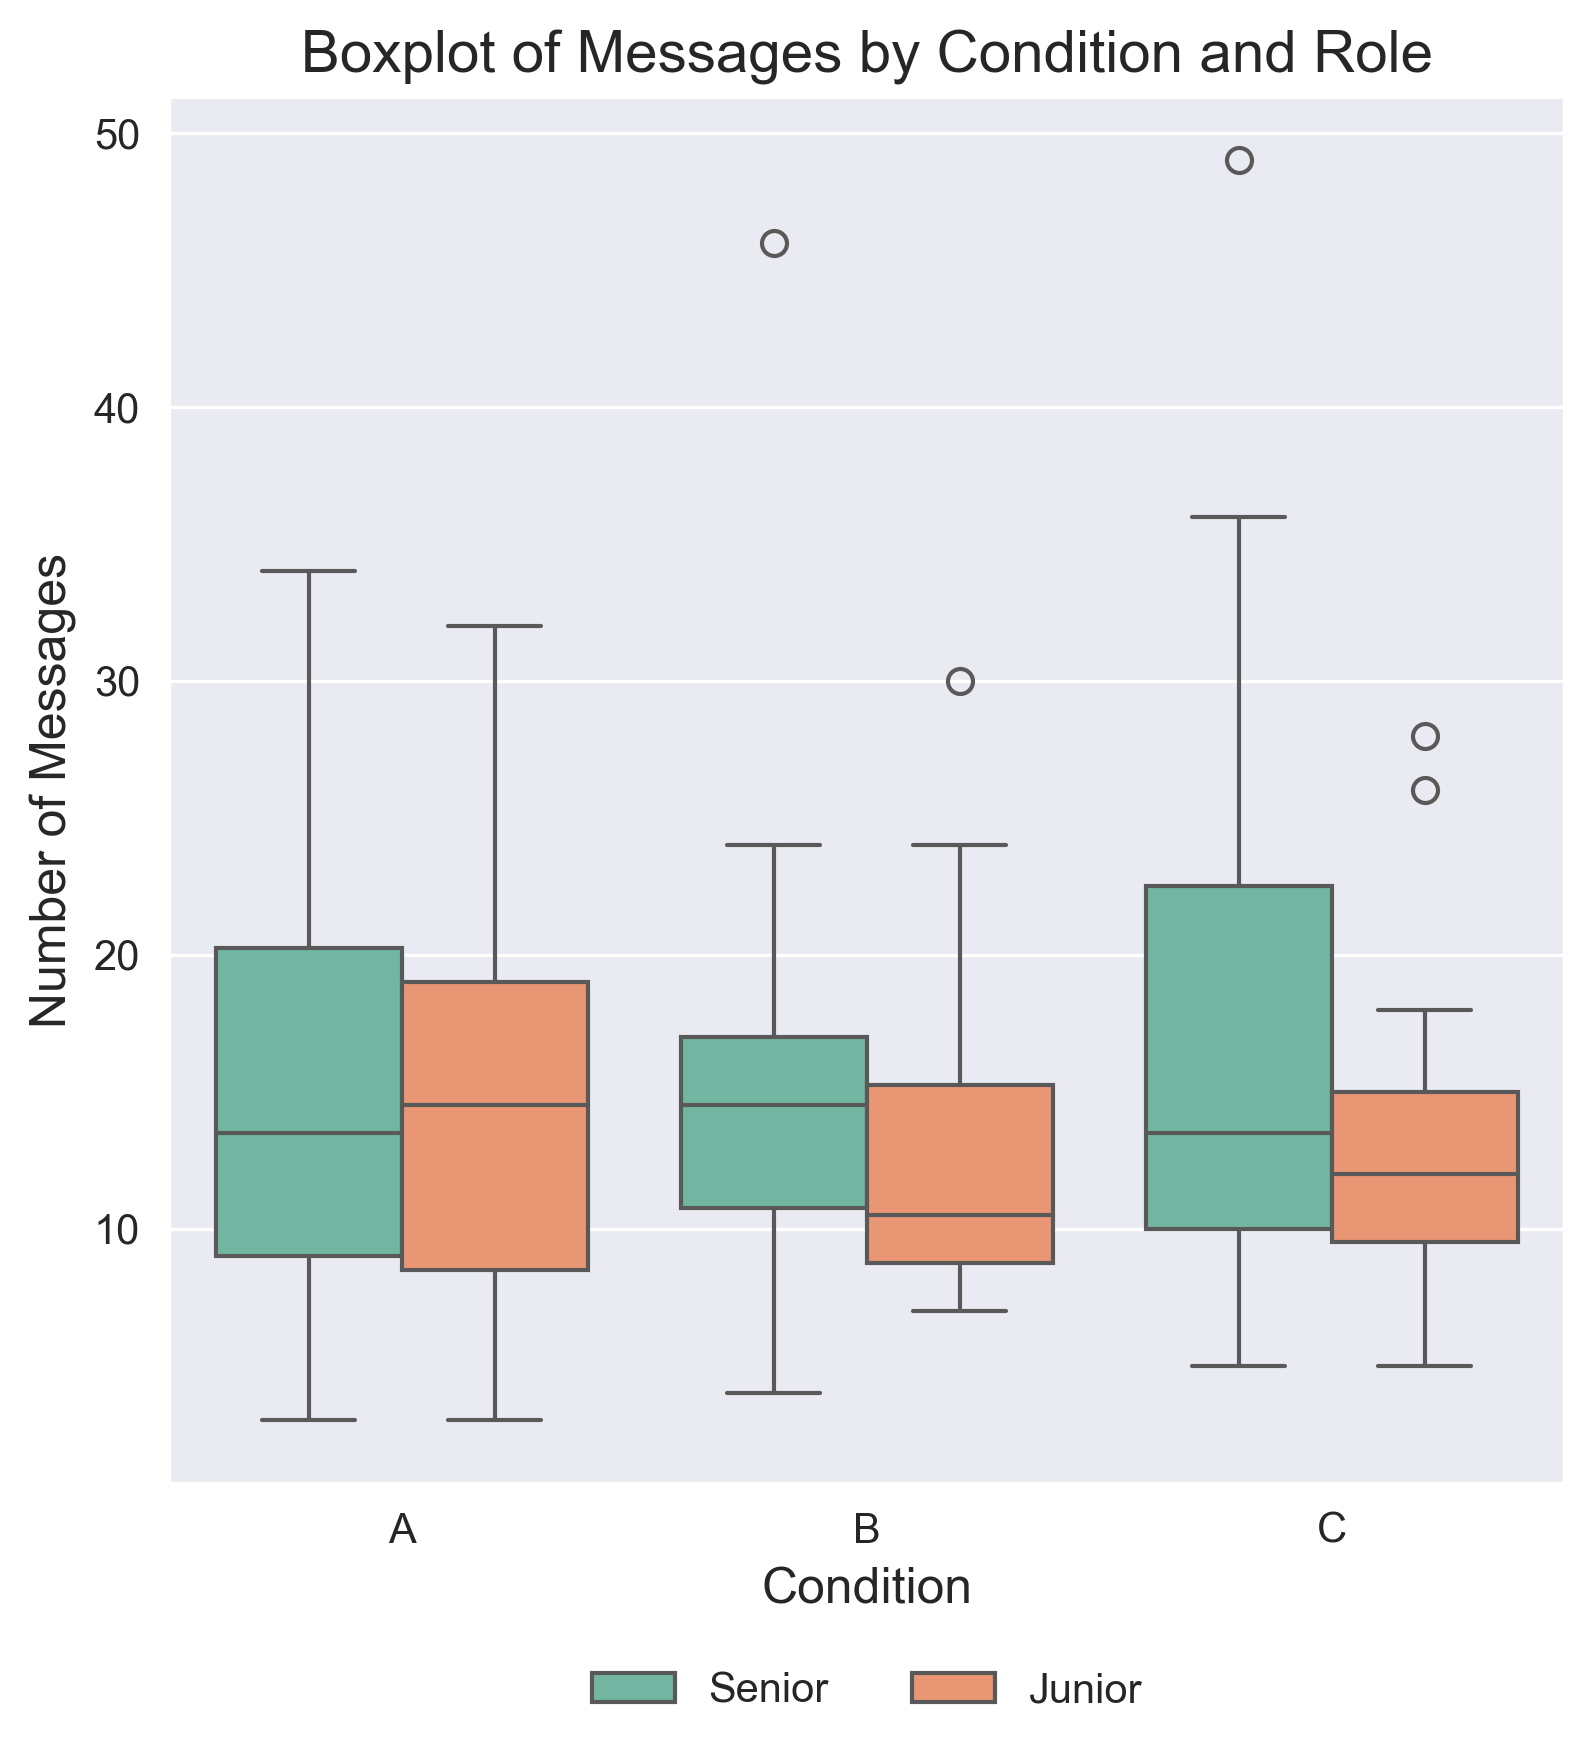 Boxplot of Messages by Condition and Role
50
40
30
20
10
Number of Messages
A B C
Condition
Senior Junior